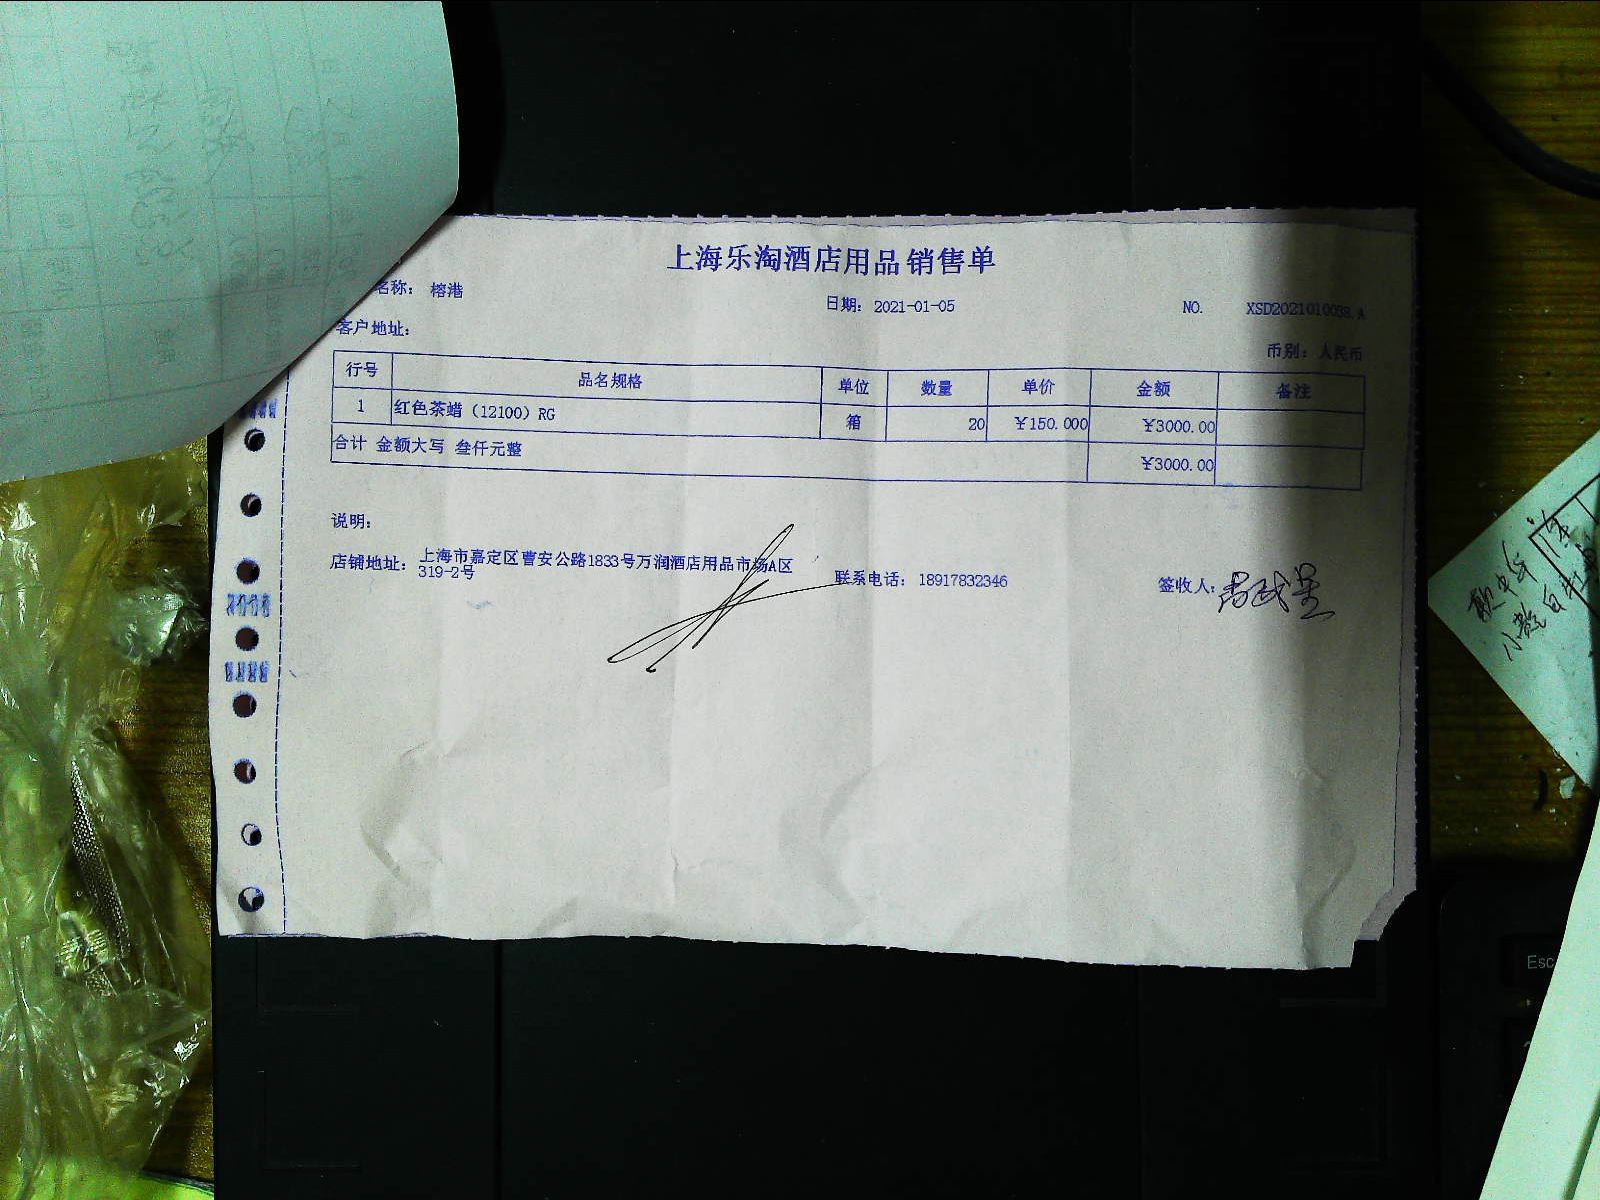 上海乐淘酒店用品销售单
名称： 榕港 日期： 2021-01-05 NO.
客户地址：
币别： 人民币
行号 品名规格 单位 数量 单价 金额 备注
1 红色茶蜡（12100）RG 箱 20 ￥150.000 ￥3000.00
合计 金额大写 叁仟元整 ￥3000.00
说明：
店铺地址： 上海市嘉定区曹安公路1833号万润酒店用品市场A区
319-2号
联系电话： 18917832346 签收人：
Esc